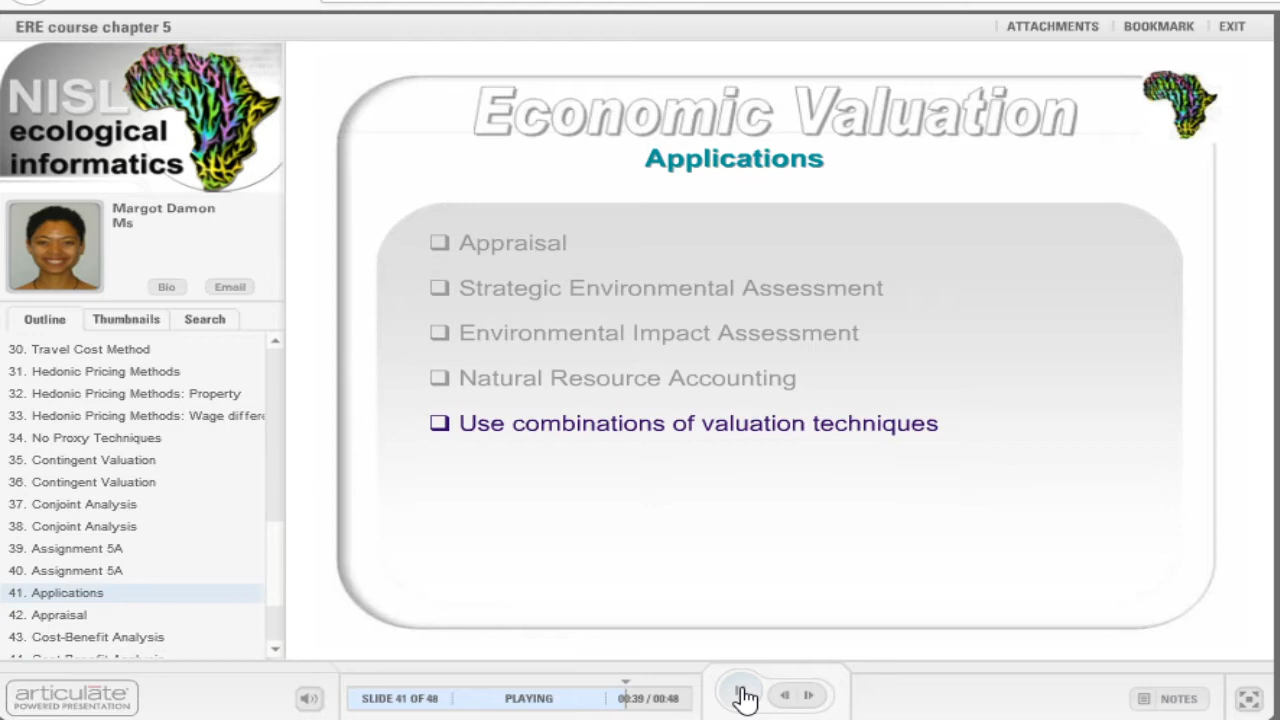 ERE course chapter 5
ATTACHMENTS
BOOKMARK
EXIT
NISL
ecological
informatics
Margot Damon
Ms
Bio
Email
Outline
Thumbnails
Search
30. Travel Cost Method
31. Hedonic Pricing Methods
32. Hedonic Pricing Methods: Property
33. Hedonic Pricing Methods: Wage differe
34. No Proxy Techniques
35. Contingent Valuation
36. Contingent Valuation
37. Conjoint Analysis
38. Conjoint Analysis
39. Assignment 5A
40. Assignment 5A
41. Applications
42. Appraisal
43. Cost-Benefit Analysis
Economic Valuation
Applications
❑ Appraisal
❑ Strategic Environmental Assessment
❑ Environmental Impact Assessment
❑ Natural Resource Accounting
❑ Use combinations of valuation techniques
articulate
POWERED PRESENTATION
SLIDE 41 OF 48
PLAYING
00:39 / 00:48
NOTES